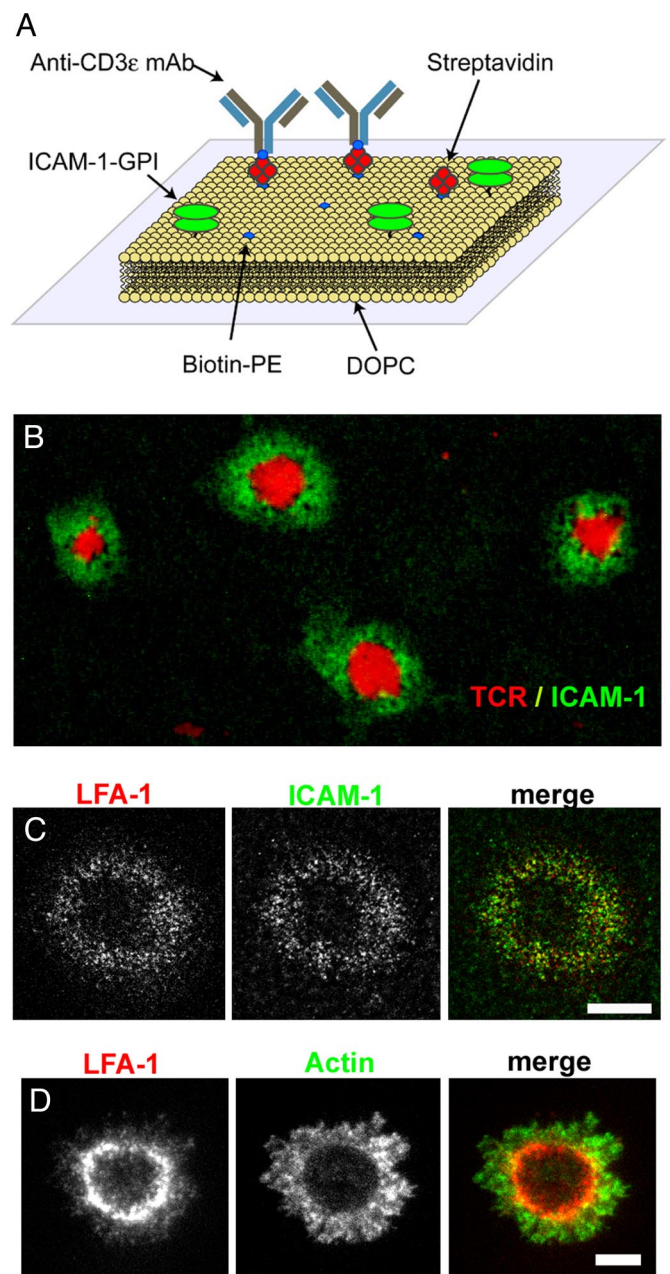 A
Anti-CD3ε mAb
Streptavidin
ICAM-1-GPI
Biotin-PE
DOPC
B
TCR / ICAM-1
LFA-1 ICAM-1 merge
C
LFA-1 Actin merge
D